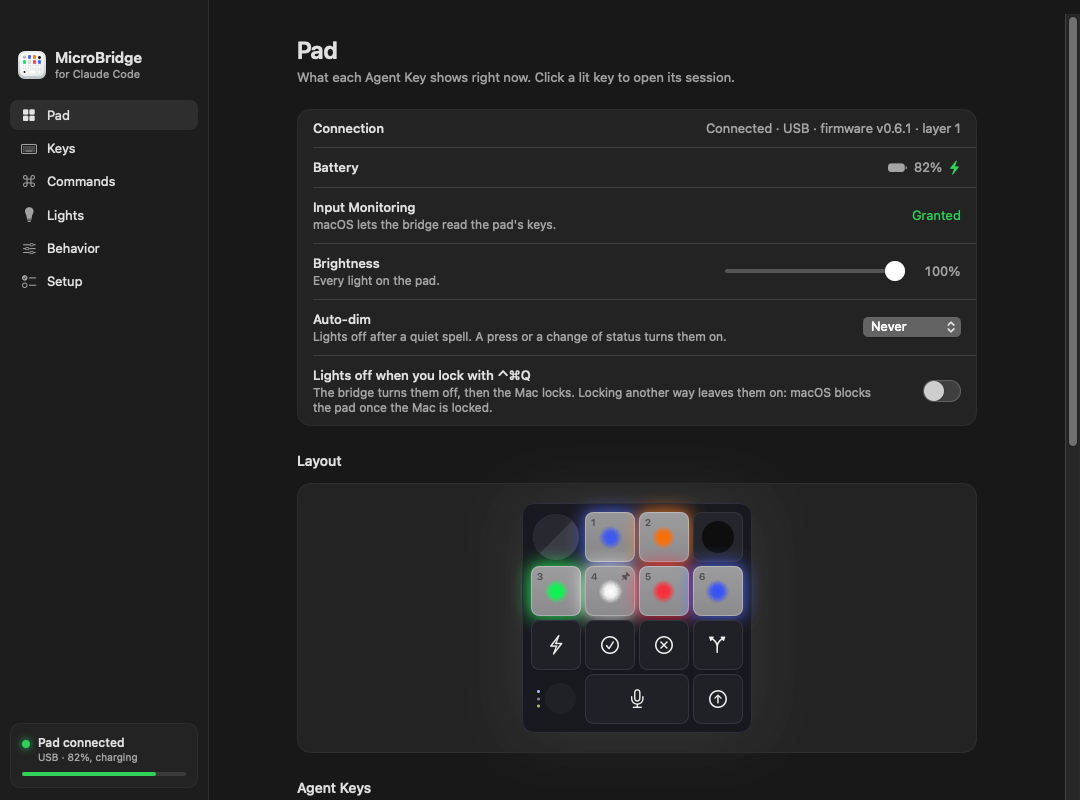 MicroBridge
for Claude Code
Pad
Keys
Commands
Lights
Behavior
Setup
Pad connected
USB · 82%, charging
Pad
What each Agent Key shows right now. Click a lit key to open its session.
Connection
Connected · USB · firmware v0.6.1 · layer 1
Battery
82%
Input Monitoring
macOS lets the bridge read the pad's keys.
Granted
Brightness
Every light on the pad.
100%
Auto-dim
Lights off after a quiet spell. A press or a change of status turns them on.
Never
Lights off when you lock with ^⌘Q
The bridge turns them off, then the Mac locks. Locking another way leaves them on: macOS blocks
the pad once the Mac is locked.
Layout
1
2
3
4
5
6
Agent Keys